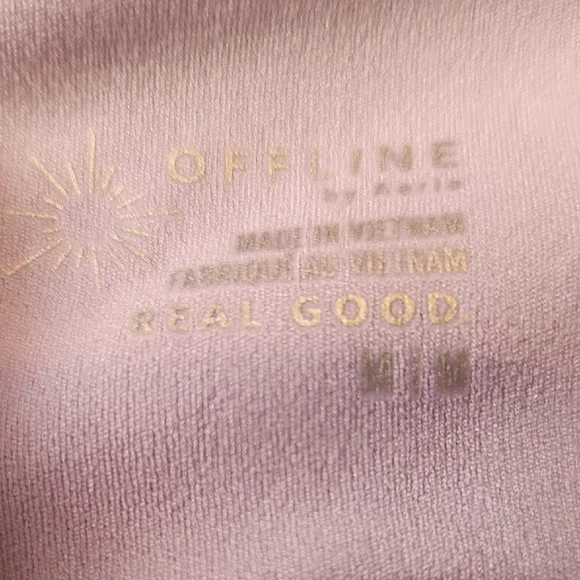 OFFLINE
by Aerie
MADE IN VIETNAM
FABRIQUÉ AU VIETNAM
REAL GOOD.
M | M